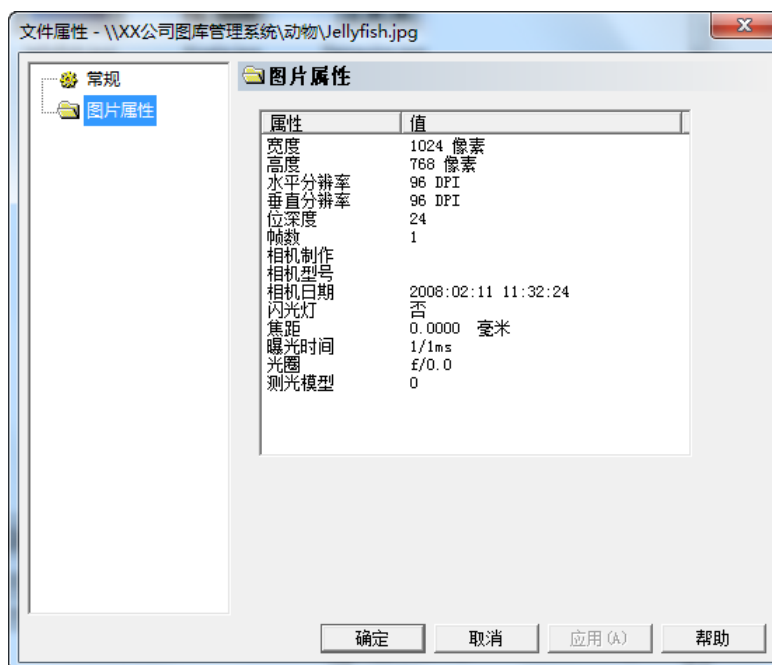 文件属性 - \\XX公司图库管理系统\动物\Jellyfish.jpg
常规
图片属性
图片属性
属性 值
宽度 1024 像素
高度 768 像素
水平分辨率 96 DPI
垂直分辨率 96 DPI
位深度 24
帧数 1
相机制作
相机型号
相机日期 2008:02:11 11:32:24
闪光灯 否
焦距 0.0000 毫米
曝光时间 1/1ms
光圈 f/0.0
测光模型 0
确定 取消 应用(A) 帮助